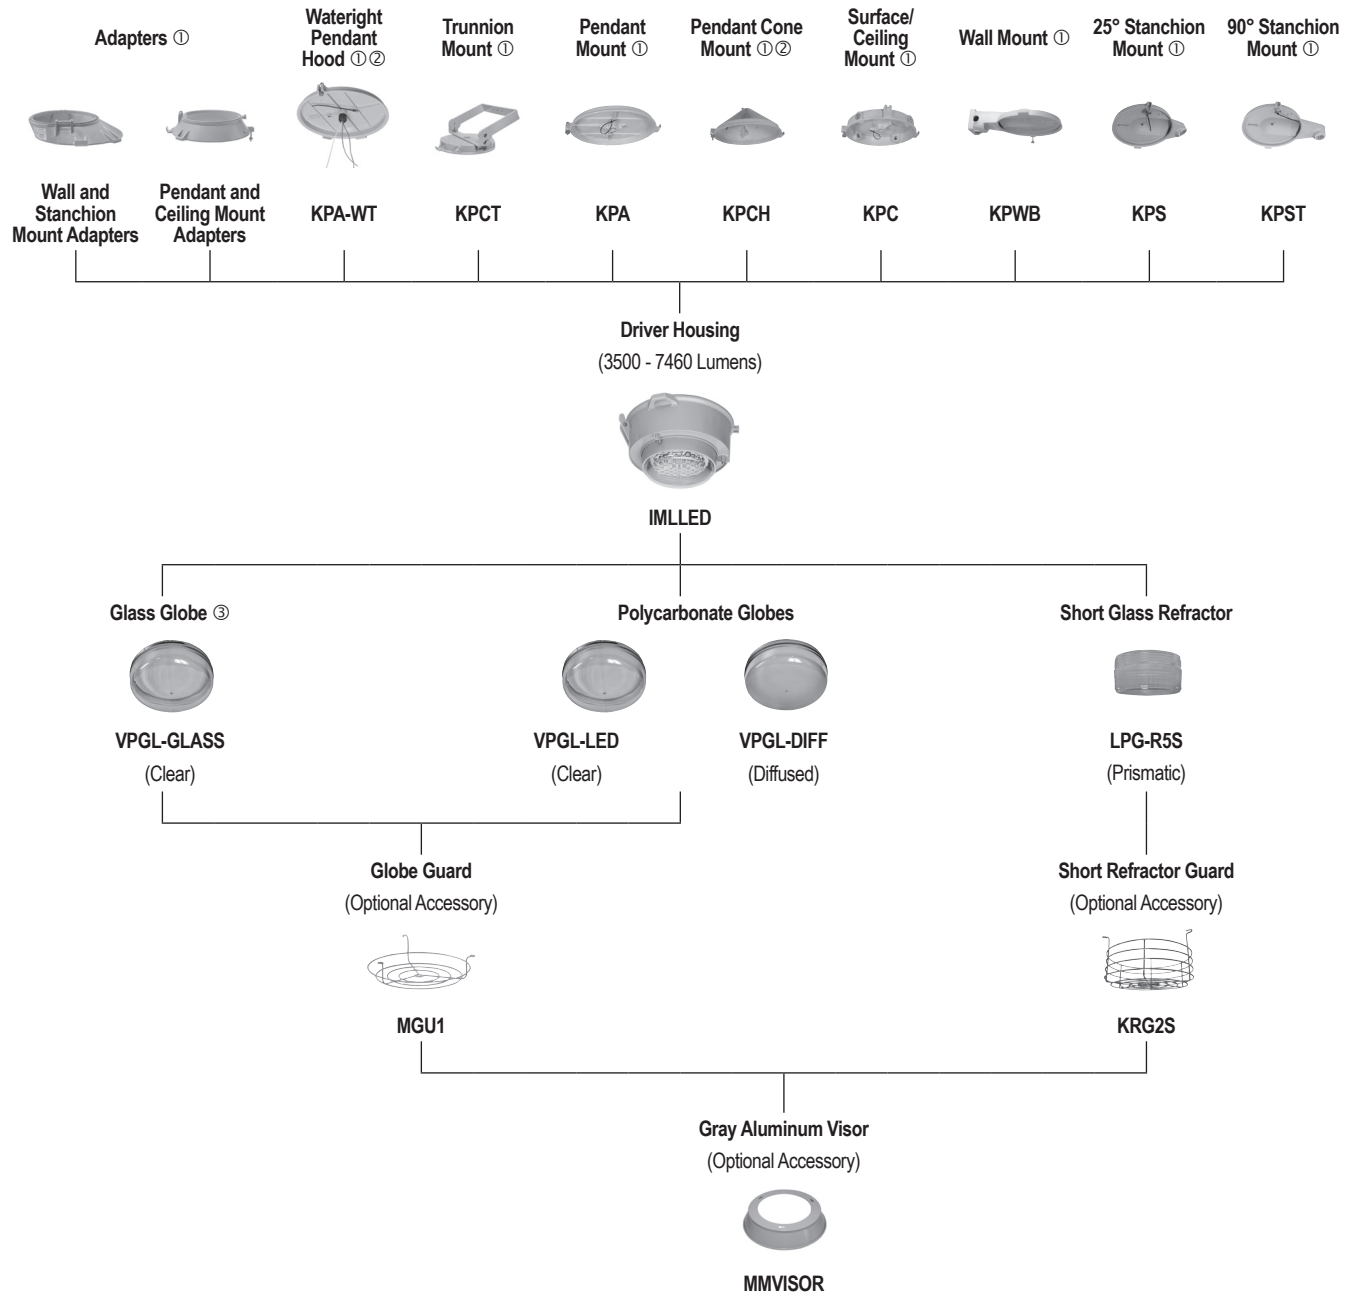 Adapters ①
Wateright
Pendant
Hood ①②
Trunnion
Mount ①
Pendant
Mount ①
Pendant Cone
Mount ①②
Surface/
Ceiling
Mount ①
Wall Mount ①
25° Stanchion
Mount ①
90° Stanchion
Mount ①
Wall and
Stanchion
Mount Adapters
Pendant and
Ceiling Mount
Adapters
KPA-WT
KPCT
KPA
KPCH
KPC
KPWB
KPS
KPST
Driver Housing
(3500 - 7460 Lumens)
IMLLED
Glass Globe ③
Polycarbonate Globes
Short Glass Refractor
VPGL-GLASS
(Clear)
VPGL-LED
(Clear)
VPGL-DIFF
(Diffused)
LPG-R5S
(Prismatic)
Globe Guard
(Optional Accessory)
Short Refractor Guard
(Optional Accessory)
MGU1
KRG2S
Gray Aluminum Visor
(Optional Accessory)
MMVISOR